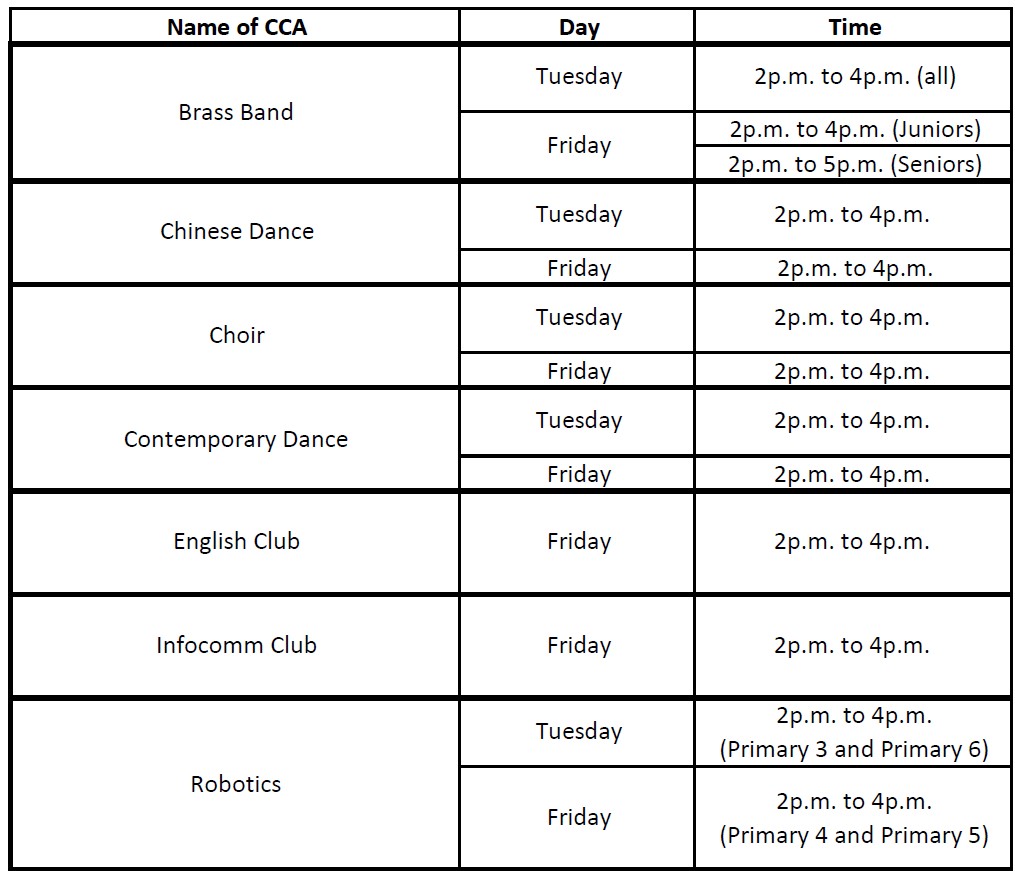 Name of CCA Day Time
Brass Band
Tuesday 2p.m. to 4p.m. (all)
Friday 2p.m. to 4p.m. (Juniors)
2p.m. to 5p.m. (Seniors)
Chinese Dance
Tuesday 2p.m. to 4p.m.
Friday 2p.m. to 4p.m.
Choir
Tuesday 2p.m. to 4p.m.
Friday 2p.m. to 4p.m.
Contemporary Dance
Tuesday 2p.m. to 4p.m.
Friday 2p.m. to 4p.m.
English Club Friday 2p.m. to 4p.m.
Infocomm Club Friday 2p.m. to 4p.m.
Robotics
Tuesday 2p.m. to 4p.m.
(Primary 3 and Primary 6)
Friday 2p.m. to 4p.m.
(Primary 4 and Primary 5)